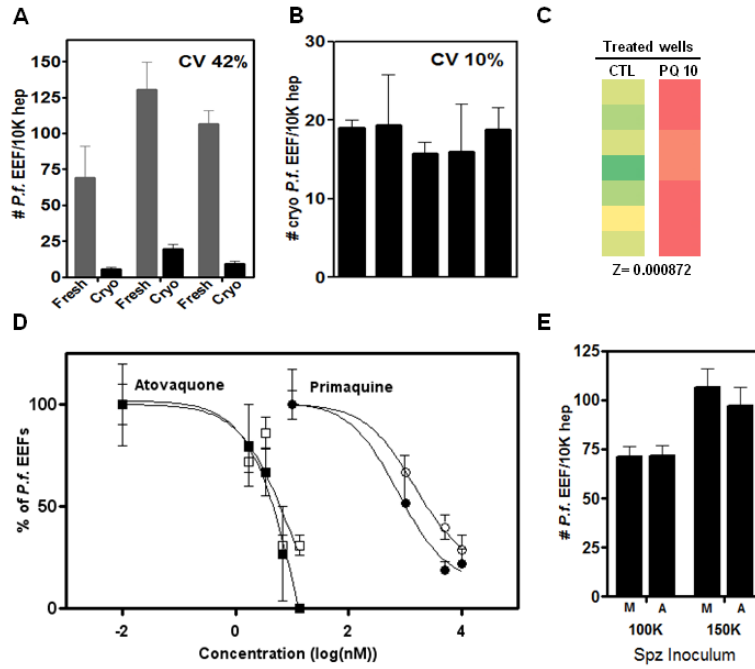 A
CV 42%
# P.f. EEF/10K hep
150
125
100
75
50
25
0
Fresh
Cryo
Fresh
Cryo
Fresh
Cryo
B
CV 10%
# cryo P.f. EEF/10K hep
30
20
10
0
C
Treated wells
CTL PQ 10
Z= 0.000872
D
Atovaquone
Primaquine
% of P.f. EEFs
100
50
0
-2 0 2 4
Concentration (log(nM))
E
# P.f. EEF/10K hep
125
100
75
50
25
0
M A M A
100K 150K
Spz Inoculum